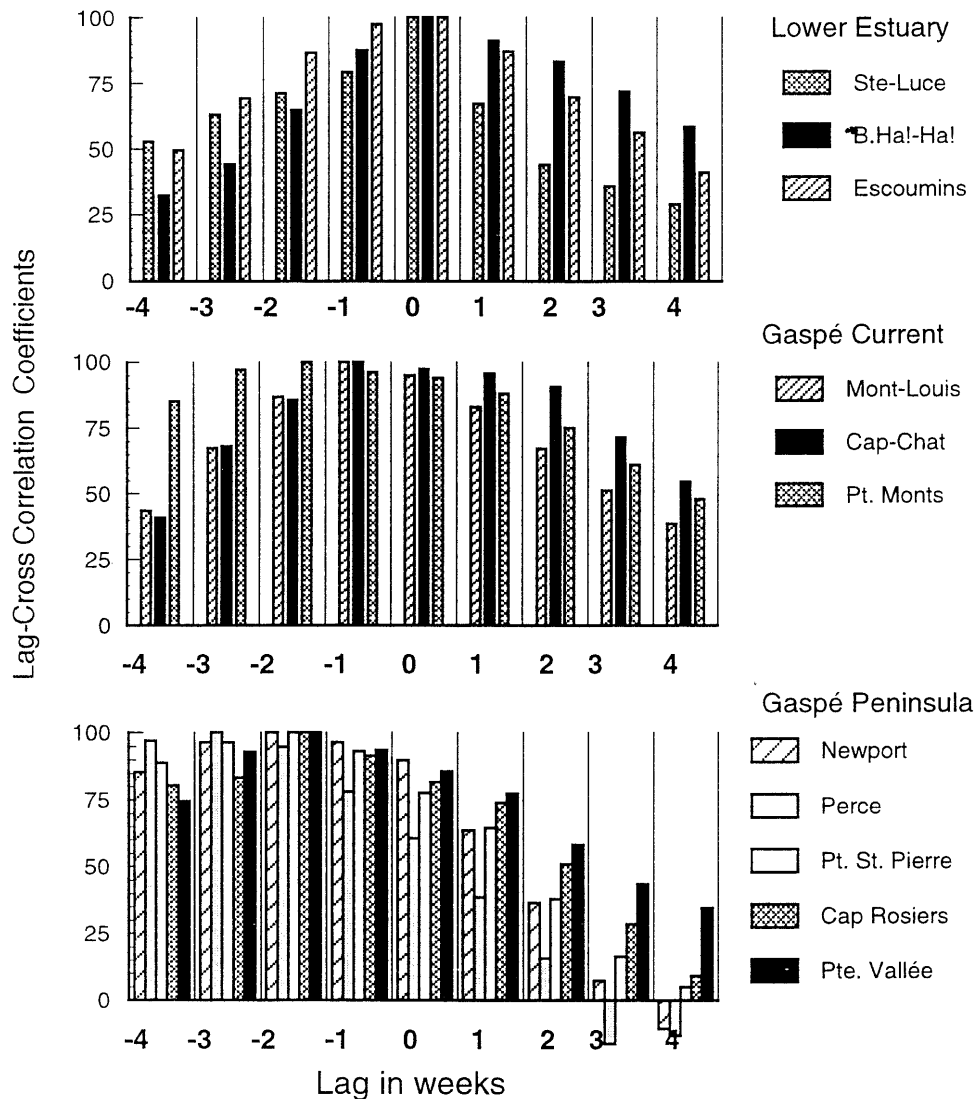 Lag-Cross Correlation Coefficients
100
75
50
25
0
-4 -3 -2 -1 0 1 2 3 4
Lower Estuary
Ste-Luce
B.Ha!-Ha!
Escoumins
100
75
50
25
0
-4 -3 -2 -1 0 1 2 3 4
Gaspé Current
Mont-Louis
Cap-Chat
Pt. Monts
100
75
50
25
0
-4 -3 -2 -1 0 1 2 3 4
Lag in weeks
Gaspé Peninsula
Newport
Perce
Pt. St. Pierre
Cap Rosiers
Pte. Vallée